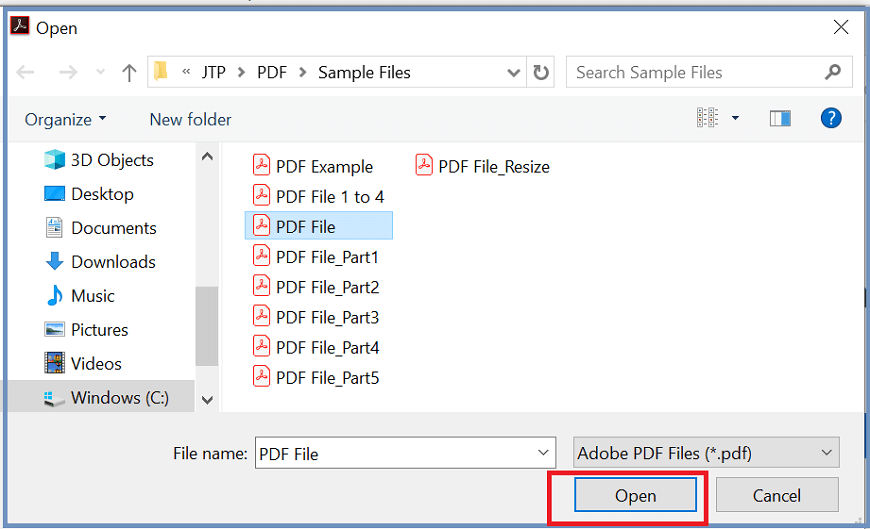 Open
« JTP > PDF > Sample Files
Search Sample Files
Organize
New folder
?
3D Objects
Desktop
Documents
Downloads
Music
Pictures
Videos
Windows (C:)
PDF Example
PDF File 1 to 4
PDF File
PDF File_Part1
PDF File_Part2
PDF File_Part3
PDF File_Part4
PDF File_Part5
PDF File_Resize
File name:
PDF File
Adobe PDF Files (*.pdf)
Open
Cancel